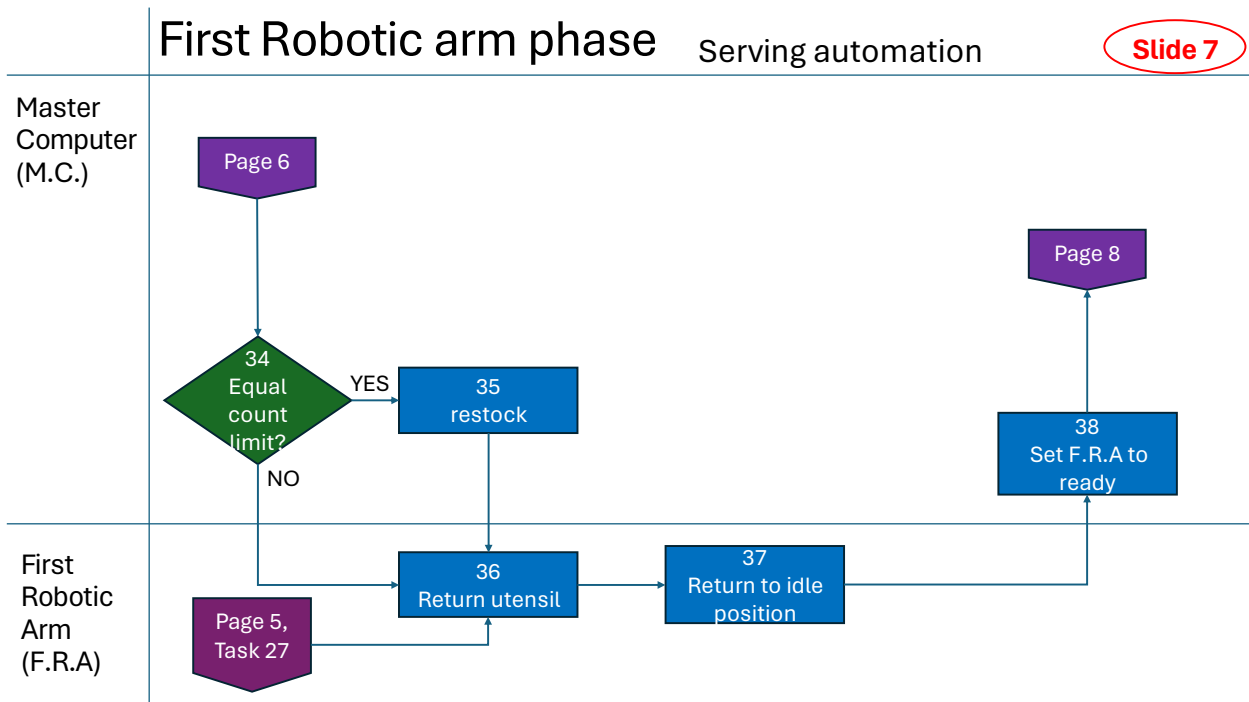 First Robotic arm phase
Serving automation
Slide 7
Master
Computer
(M.C.)
Page 6
Page 8
34
Equal
count
limit?
YES
35
restock
NO
38
Set F.R.A to
ready
First
Robotic
Arm
(F.R.A)
36
Return utensil
37
Return to idle
position
Page 5,
Task 27